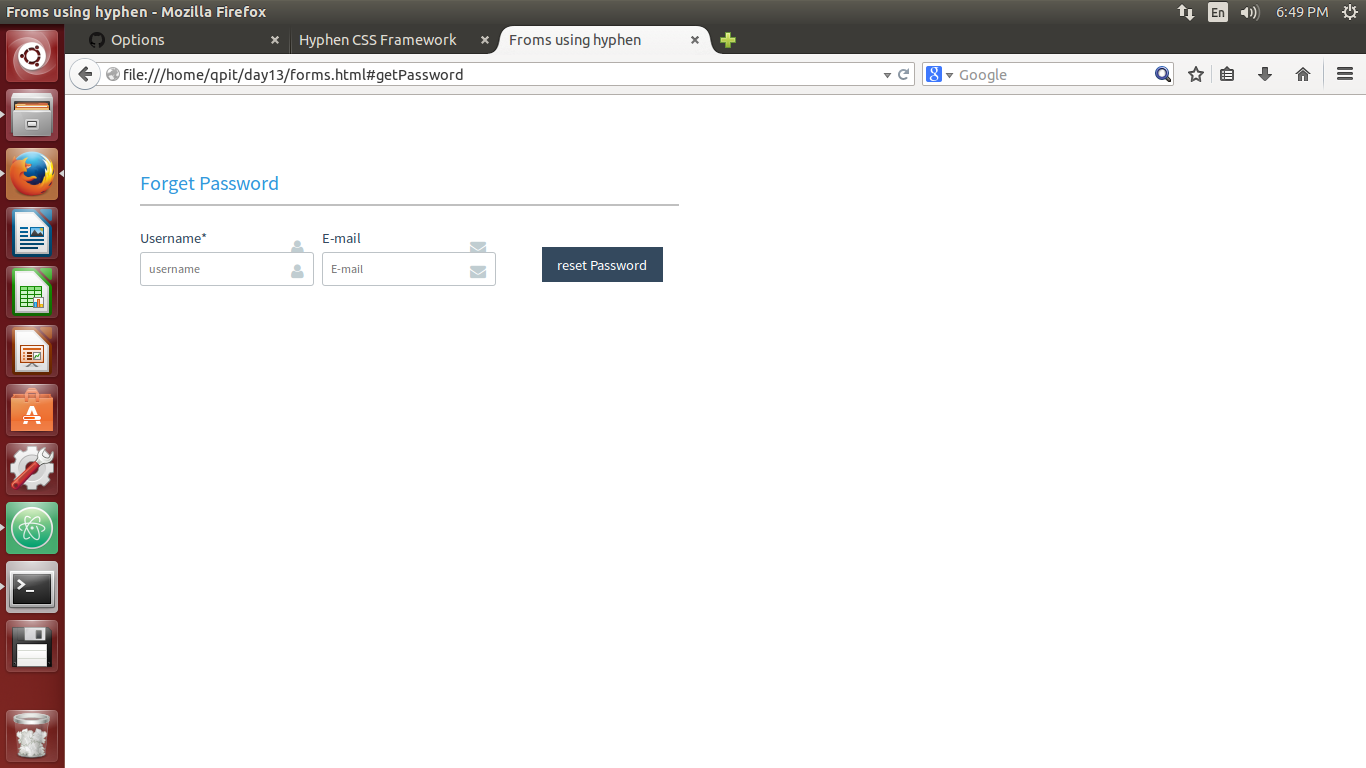 Froms using hyphen - Mozilla Firefox
En
6:49 PM
Options
Hyphen CSS Framework
Froms using hyphen
file:///home/qpit/day13/forms.html#getPassword
8
Google
Forget Password
Username*
E-mail
username
E-mail
reset Password
A
>_